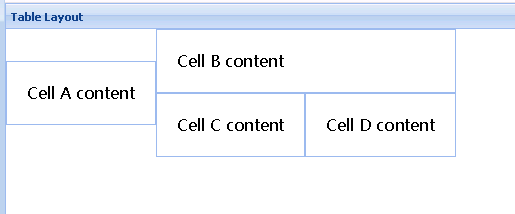 Table Layout
Cell B content
Cell A content
Cell C content
Cell D content